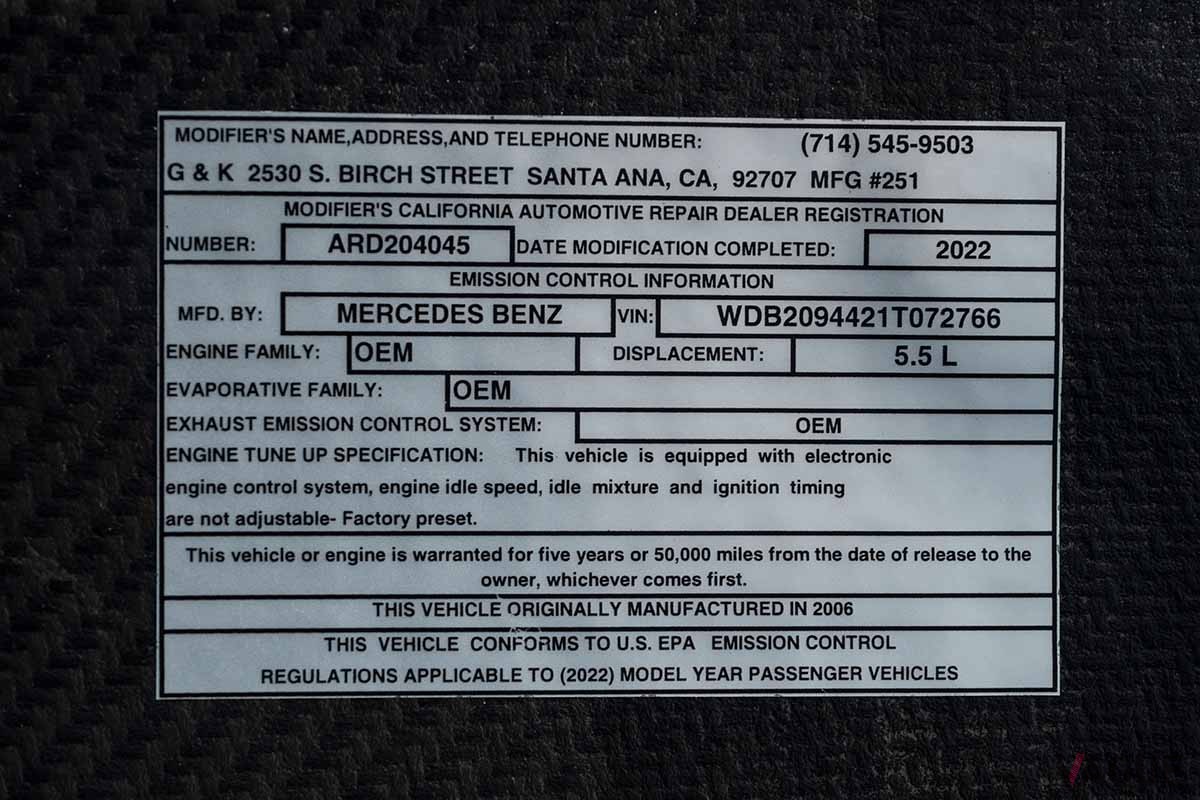 MODIFIER'S NAME,ADDRESS,AND TELEPHONE NUMBER: (714) 545-9503
G & K 2530 S. BIRCH STREET SANTA ANA, CA, 92707 MFG #251
MODIFIER'S CALIFORNIA AUTOMOTIVE REPAIR DEALER REGISTRATION
NUMBER: ARD204045 DATE MODIFICATION COMPLETED: 2022
EMISSION CONTROL INFORMATION
MFD. BY: MERCEDES BENZ VIN: WDB2094421T072766
ENGINE FAMILY: OEM DISPLACEMENT: 5.5 L
EVAPORATIVE FAMILY: OEM
EXHAUST EMISSION CONTROL SYSTEM: OEM
ENGINE TUNE UP SPECIFICATION: This vehicle is equipped with electronic
engine control system, engine idle speed, idle mixture and ignition timing
are not adjustable- Factory preset.
This vehicle or engine is warranted for five years or 50,000 miles from the date of release to the
owner, whichever comes first.
THIS VEHICLE ORIGINALLY MANUFACTURED IN 2006
THIS VEHICLE CONFORMS TO U.S. EPA EMISSION CONTROL
REGULATIONS APPLICABLE TO (2022) MODEL YEAR PASSENGER VEHICLES